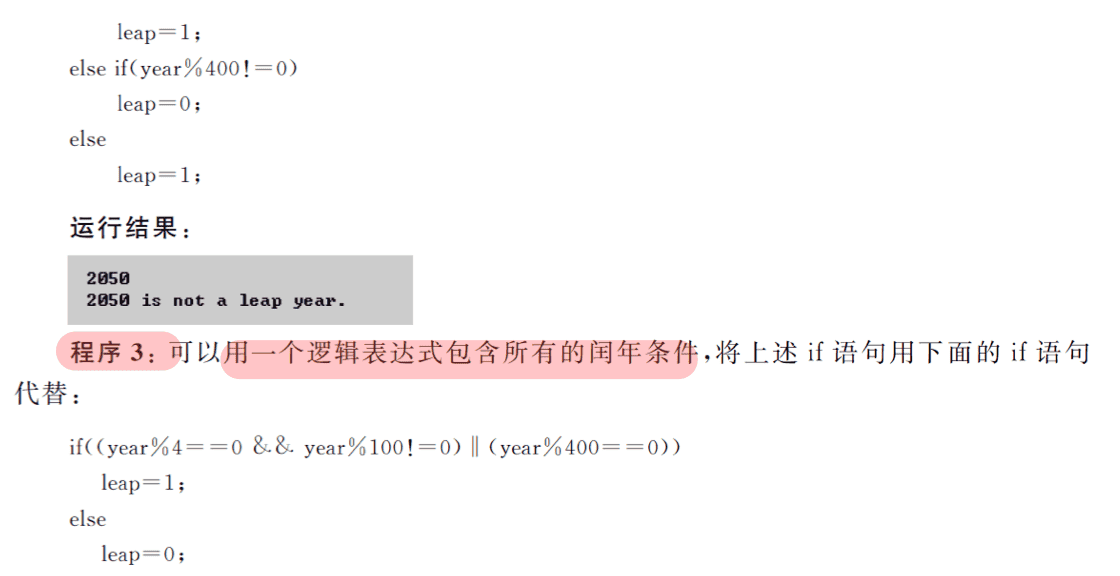 leap=1;
else if(year%400!=0)
leap=0;
else
leap=1;
运行结果:
2050
2050 is not a leap year.
程序 3: 可以用一个逻辑表达式包含所有的闰年条件,将上述 if 语句用下面的 if 语句
代替:
if((year%4==0 && year%100!=0)‖(year%400==0))
leap=1;
else
leap=0;